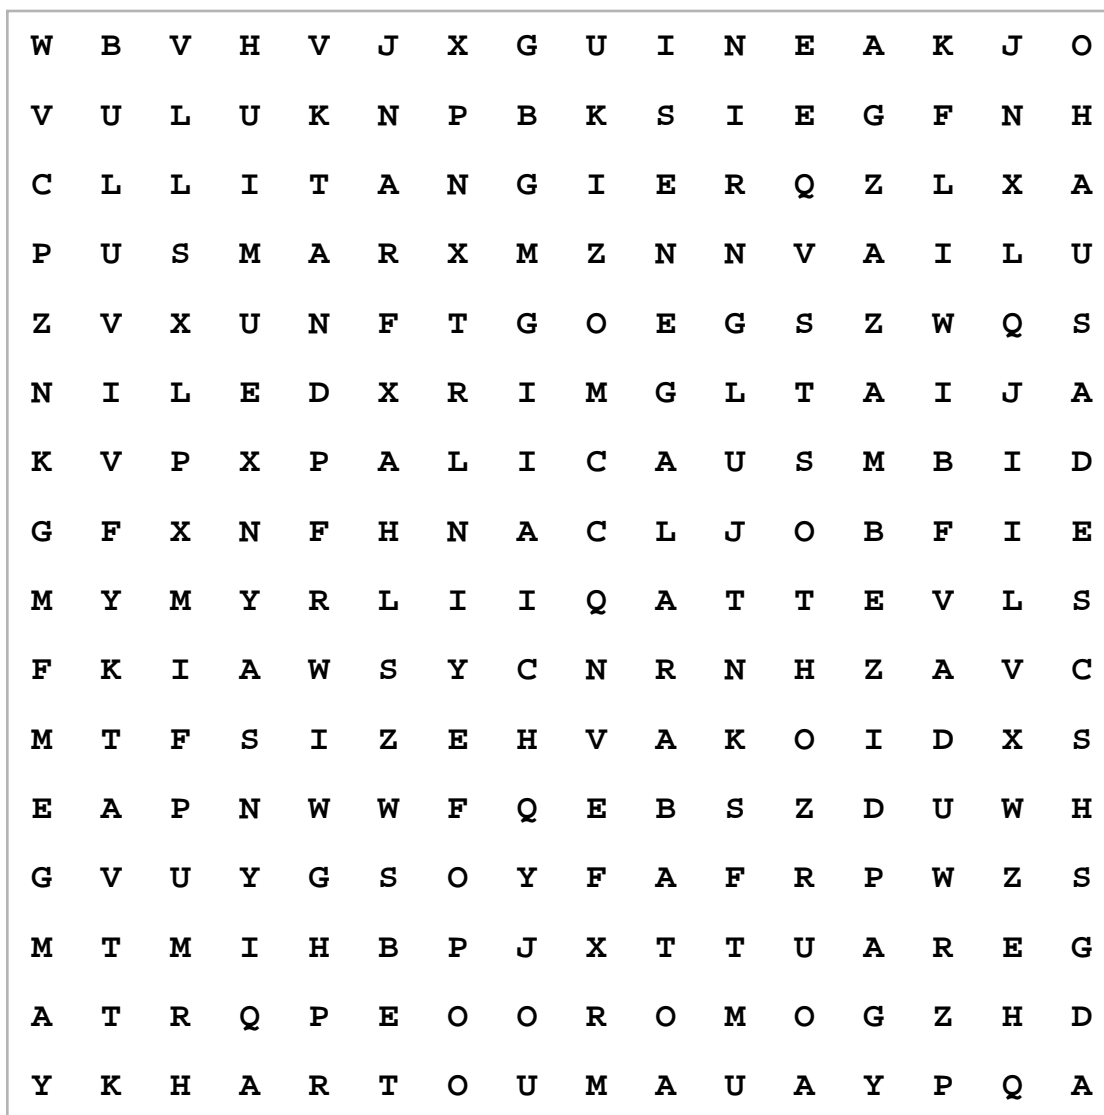 W B V H V J X G U I N E A K J O
V U L U K N P B K S I E G F N H
C L L I T A N G I E R Q Z L X A
P U S M A R X M Z N N V A I L U
Z V X U N F T G O E G S Z W Q S
N I L E D X R I M G L T A I J A
K V P X P A L I C A U S M B I D
G F X N F H N A C L J O B F I E
M Y M Y R L I I Q A T T E V L S
F K I A W S Y C N R N H Z A V C
M T F S I Z E H V A K O I D X S
E A P N W W F Q E B S Z D U W H
G V U Y G S O Y F A F R P W Z S
M T M I H B P J X T T U A R E G
A T R Q P E O O R O M O G Z H D
Y K H A R T O U M A U A Y P Q A